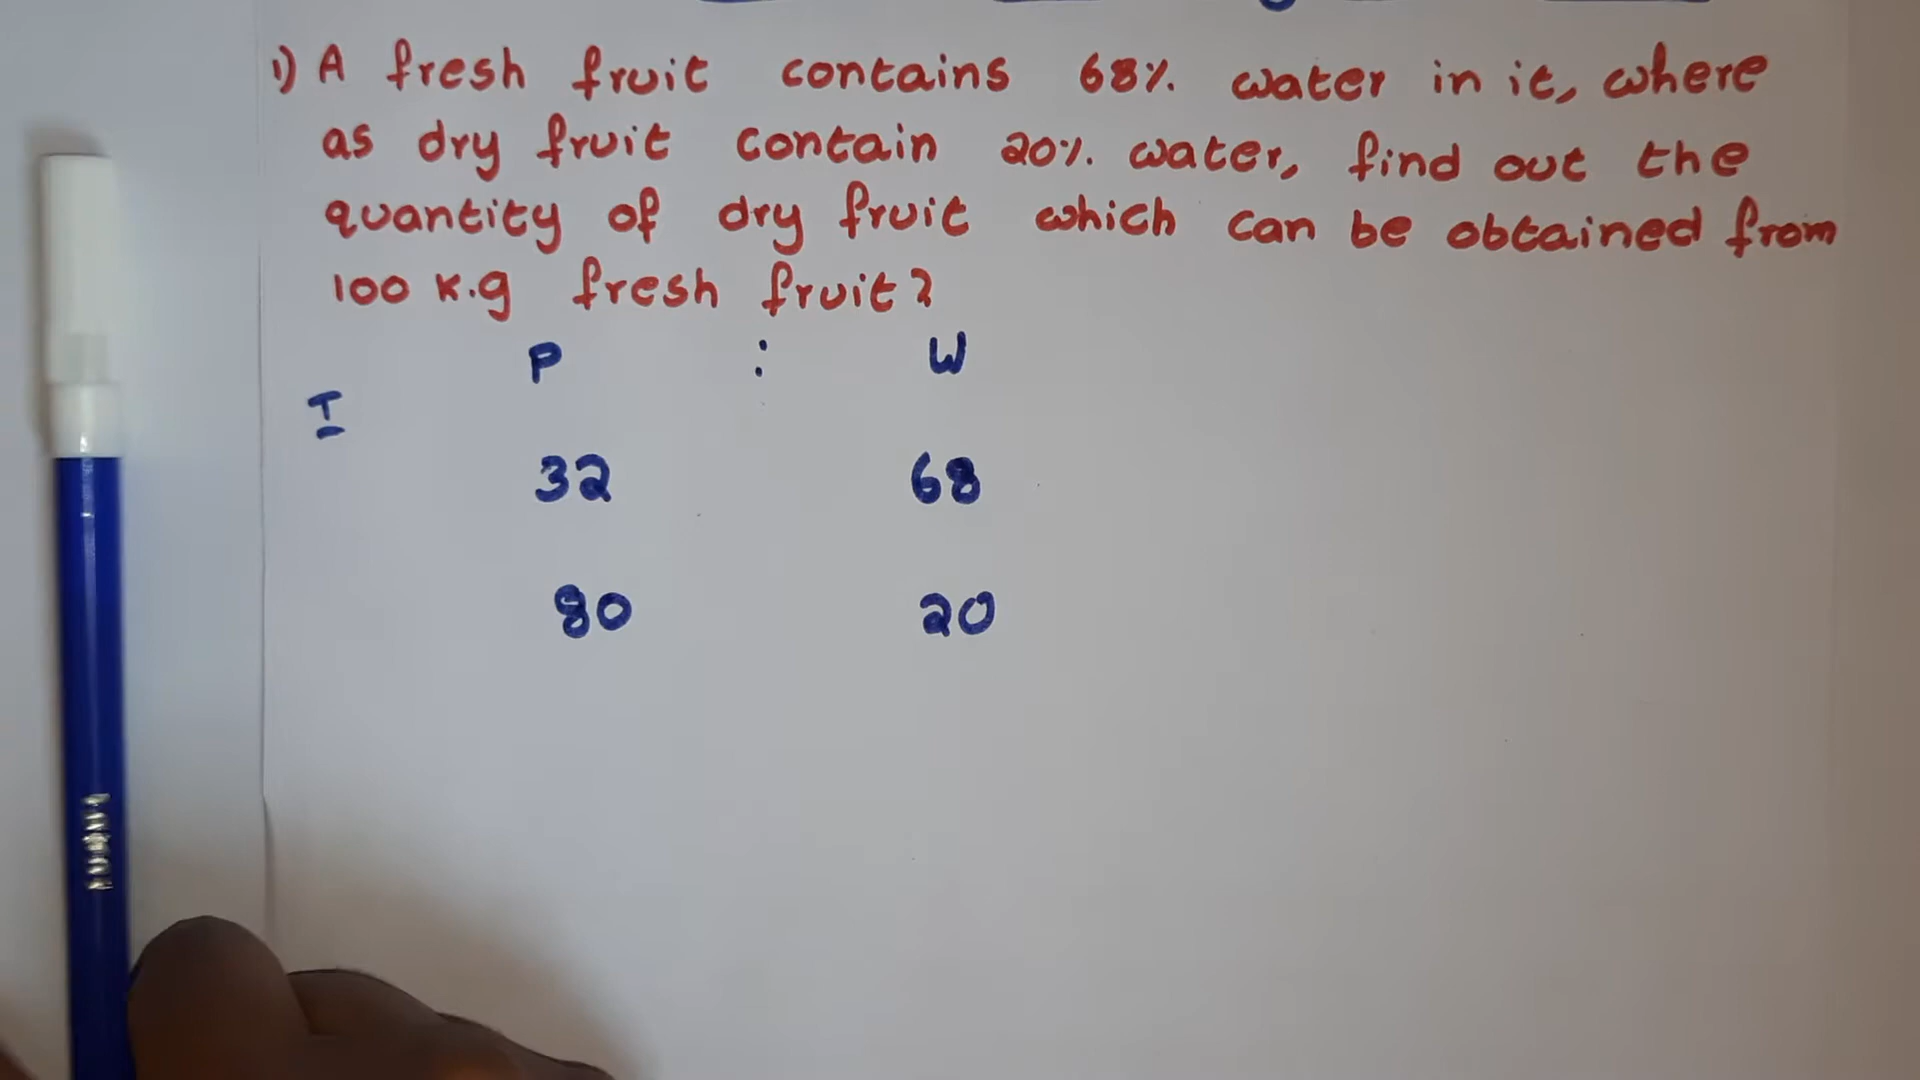 1) A fresh fruit contains 68% water in it, where
as dry fruit contain 20% water, find out the
quantity of dry fruit which can be obtained from
100 K.g fresh fruit?
P : W
I
32 68
80 20